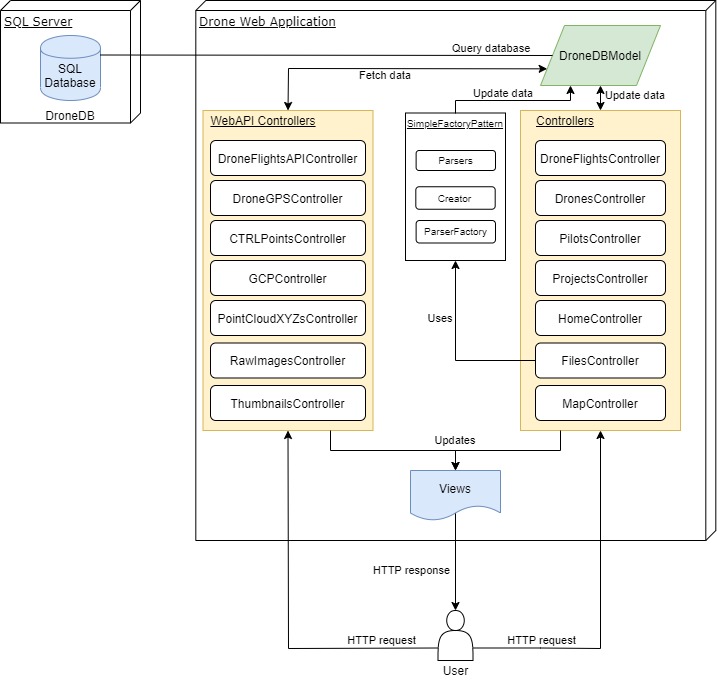 SQL Server
SQL
Database
DroneDB
Drone Web Application
Query database
DroneDBModel
Fetch data
Update data
Update data
WebAPI Controllers
DroneFlightsAPIController
DroneGPSController
CTRLPointsController
GCPController
PointCloudXYZsController
RawImagesController
ThumbnailsController
SimpleFactoryPattern
Parsers
Creator
ParserFactory
Uses
Controllers
DroneFlightsController
DronesController
PilotsController
ProjectsController
HomeController
FilesController
MapController
Updates
Views
HTTP response
HTTP request
HTTP request
User